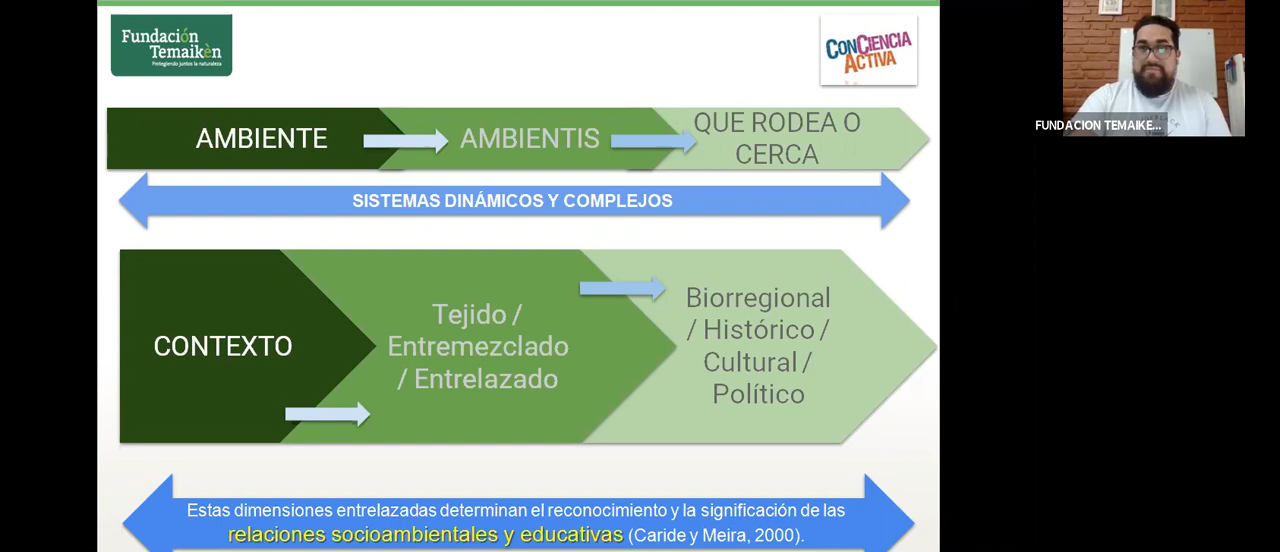 Fundación
Temaikèn
Protegiendo juntos la naturaleza
CONCIENCIA
ACTIVA
FUNDACION TEMAIKE...
AMBIENTE
AMBIENTIS
QUE RODEA O
CERCA
SISTEMAS DINÁMICOS Y COMPLEJOS
CONTEXTO
Tejido /
Entremezclado
/ Entrelazado
Biorregional
/ Histórico /
Cultural /
Político
Estas dimensiones entrelazadas determinan el reconocimiento y la significación de las
relaciones socioambientales y educativas (Caride y Meira, 2000).